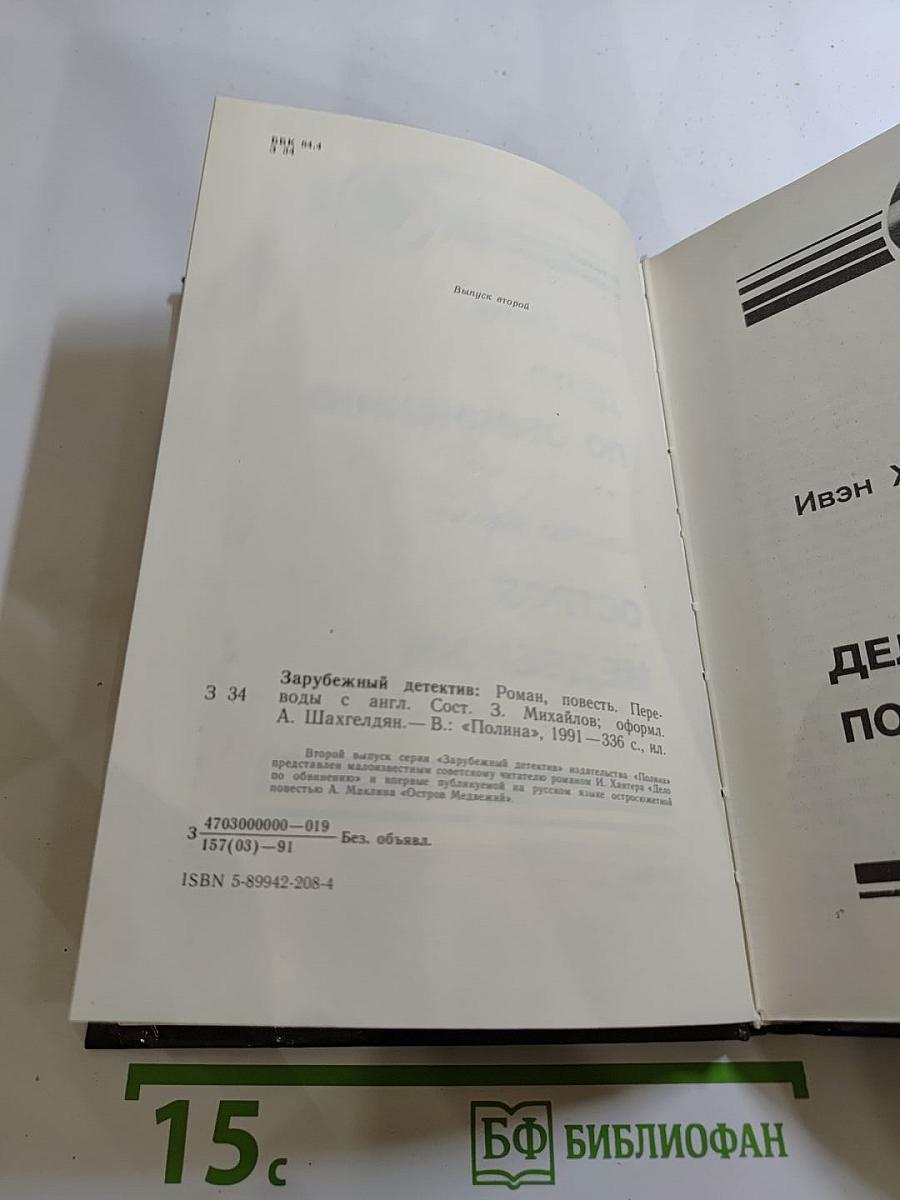 ББК 84.4
З 34
Выпуск второй
З 34
Зарубежный детектив: Роман, повесть. Пере-
воды с англ. Сост. З. Михайлов; оформл.
А. Шахгелдян.— В.: «Полина», 1991—336 с., ил.
Второй выпуск серии «Зарубежный детектив» издательства «Полина»
представлен малоизвестным советскому читателю романом И. Хантера «Дело
по обвинению» и впервые публикуемой на русском языке остросюжетной
повестью А. Маклина «Остров Медвежий».
З 4703000000—019
157(03)—91 Без. объявл.
ISBN 5-89942-208-4
Ивэн Х
ДЕЛ
ПО
15 с
БФ БИБЛИОФАН